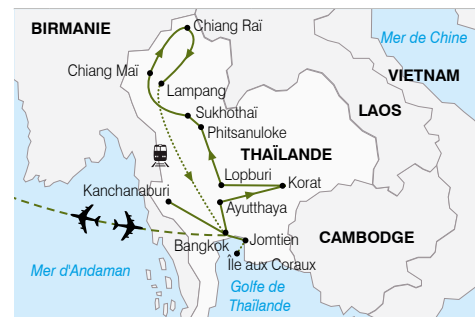 BIRMANIE
Chiang Raï
Mer de Chine
Chiang Maï
VIETNAM
Lampang
LAOS
Sukhothaï
Phitsanuloke
THAÏLANDE
Lopburi
Korat
Kanchanaburi
Ayutthaya
CAMBODGE
Bangkok
Jomtien
Île aux Coraux
Mer d'Andaman
Golfe de
Thaïlande